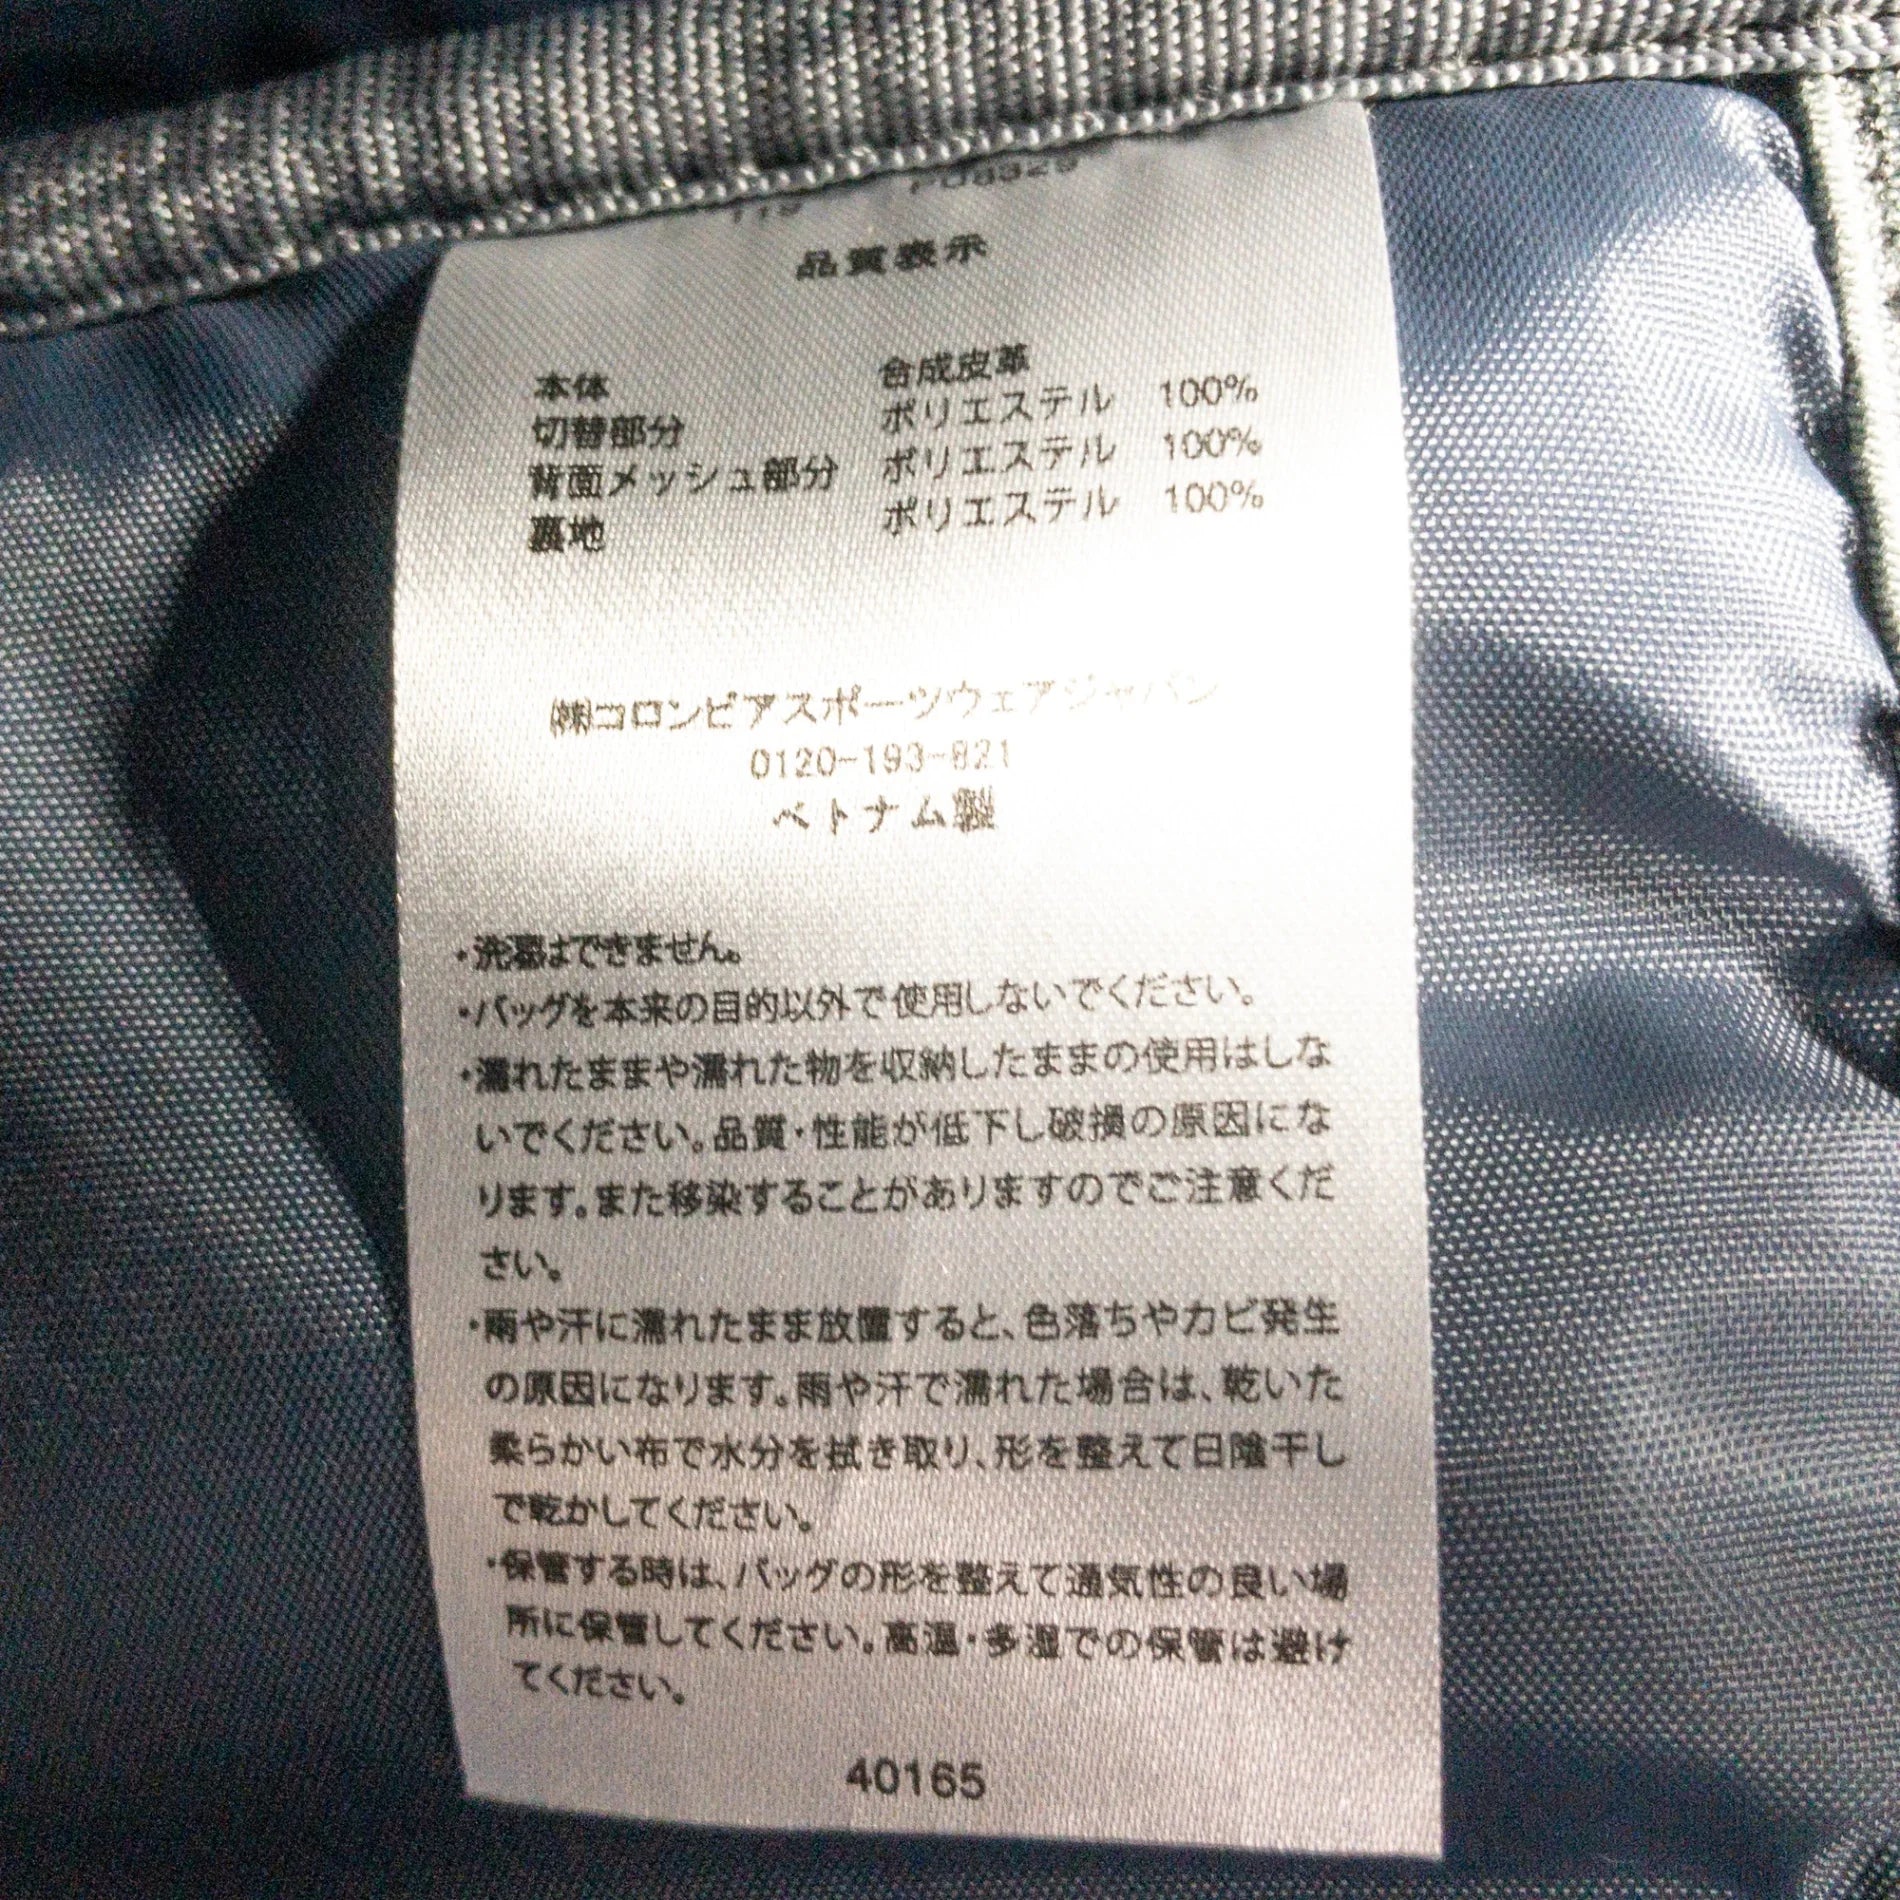 119 PU8329
品質表示
本体 合成皮革
切替部分 ポリエステル 100%
背面メッシュ部分 ポリエステル 100%
裏地 ポリエステル 100%
㈱コロンビアスポーツウェアジャパン
0120-193-821
ベトナム製
・洗濯はできません。
・バッグを本来の目的以外で使用しないでください。
・濡れたままや濡れた物を収納したままの使用はしな
いでください。品質・性能が低下し破損の原因にな
ります。また移染することがありますのでご注意くだ
さい。
・雨や汗に濡れたまま放置すると、色落ちやカビ発生
の原因になります。雨や汗で濡れた場合は、乾いた
柔らかい布で水分を拭き取り、形を整えて日陰干し
で乾かしてください。
・保管する時は、バッグの形を整えて通気性の良い場
所に保管してください。高温・多湿での保管は避け
てください。
40165